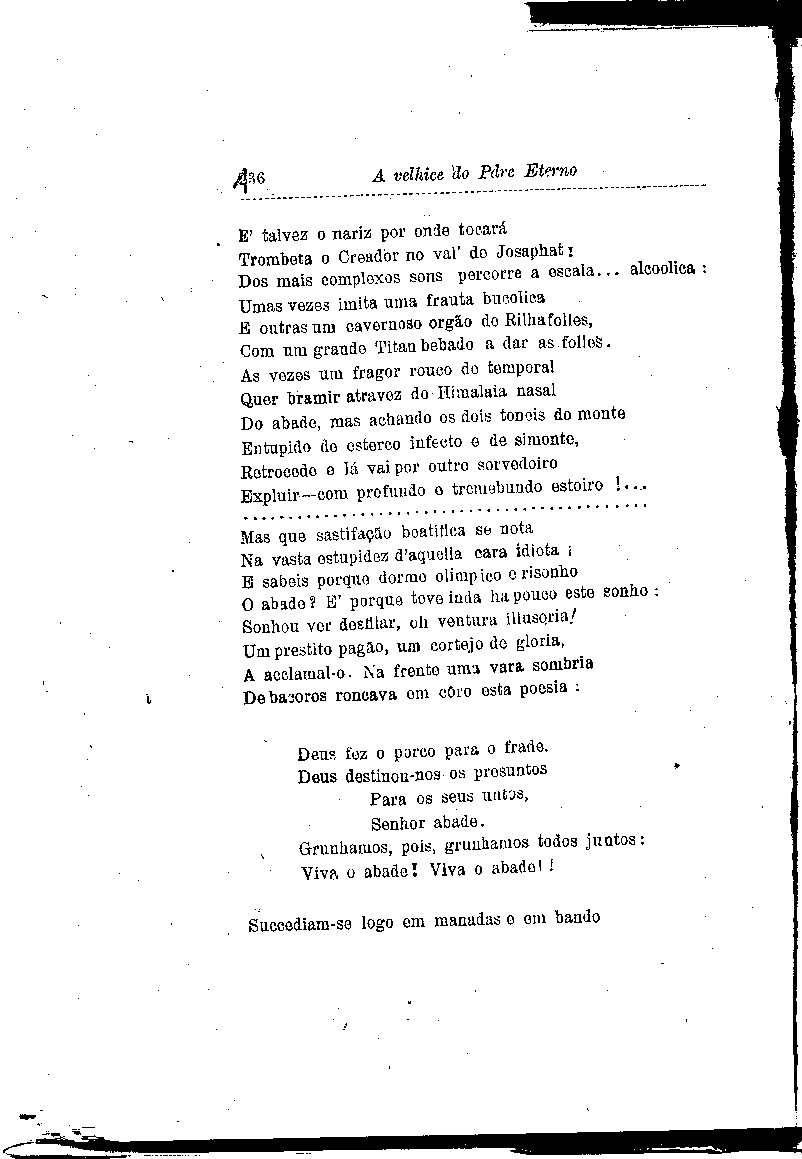 136 A velhice do Pdre Eterno
E' talvez o nariz por onde tocará
Trombeta o Creador no val' de Josaphat!
Dos mais complexos sons percorre a escala... alcoolica :
Umas vezes imita uma frauta bucolica
E outras um cavernoso orgão de Rilhafolles,
Com um grande Titan bebado a dar as folles.
As vezes um fragor rouco de temporal
Quer bramir atravez do Himalaia nasal
Do abade, mas achando os dois toneis do monte
Entupido de esterco infecto e de simonte,
Retrocede e lá vai por outro sorvedoiro
Expluir—com profundo e tremebundo estoiro !...
........................................
Mas que sastifação beatifica se nota
Na vasta estupidez d'aquella cara idiota ;
E sabeis porque dorme olimpico e risonho
O abade? E' porque teve inda ha pouco este sonho :
Sonhou ver desfilar, oh ventura illusoria!
Um prestito pagão, um cortejo de gloria,
A acclamal-o. Na frente uma vara sombria
De bacoros roncava em côro esta poesia :
Deus fez o porco para o frade.
Deus destinou-nos os presuntos
Para os seus untos,
Senhor abade.
Grunhamos, pois, grunhamos todos juntos :
Viva o abade! Viva o abade! !
Succediam-se logo em manadas e em bando